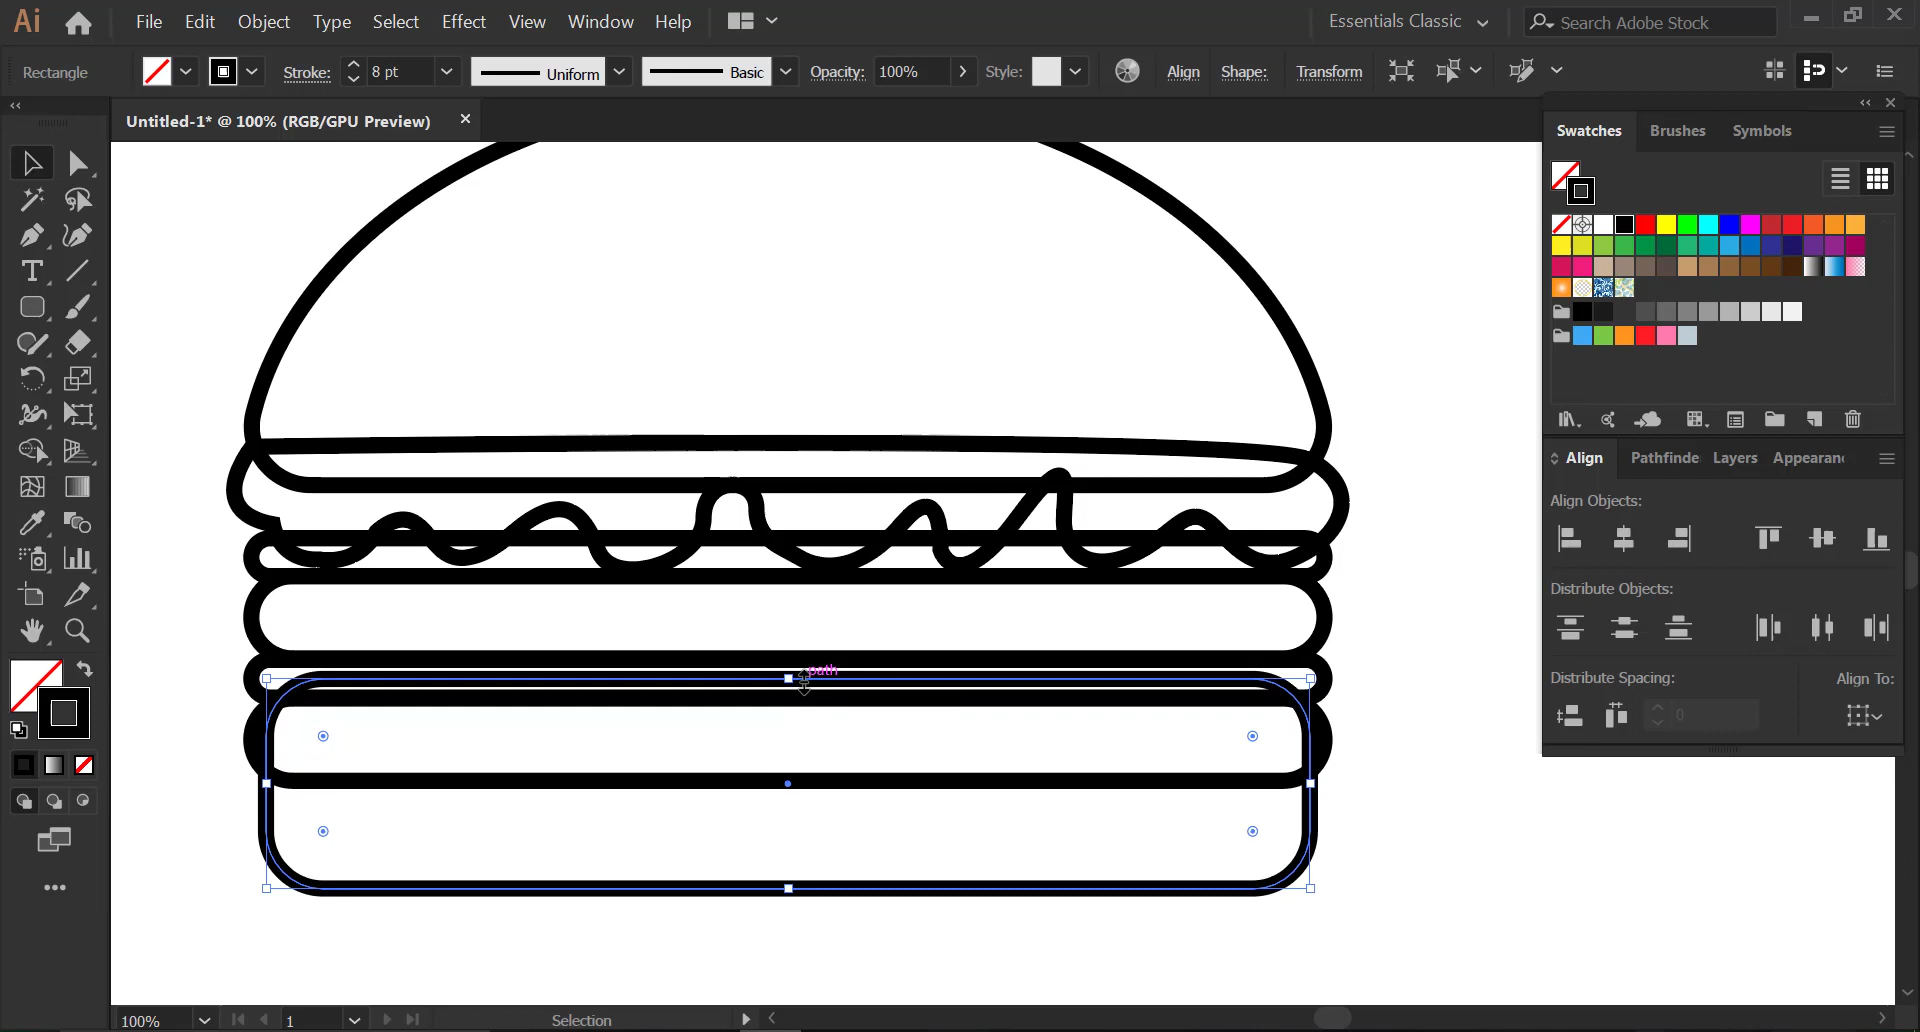 Ai File Edit Object Type Select Effect View Window Help Essentials Classic Search Adobe Stock
Rectangle Stroke: 8 pt Uniform Basic Opacity: 100% Style: Align Shape: Transform
Untitled-1* @ 100% (RGB/GPU Preview)
Swatches Brushes Symbols
Align Pathfinde Layers Appearan
Align Objects:
Distribute Objects:
path
Distribute Spacing: Align To:
0
100% 1 Selection